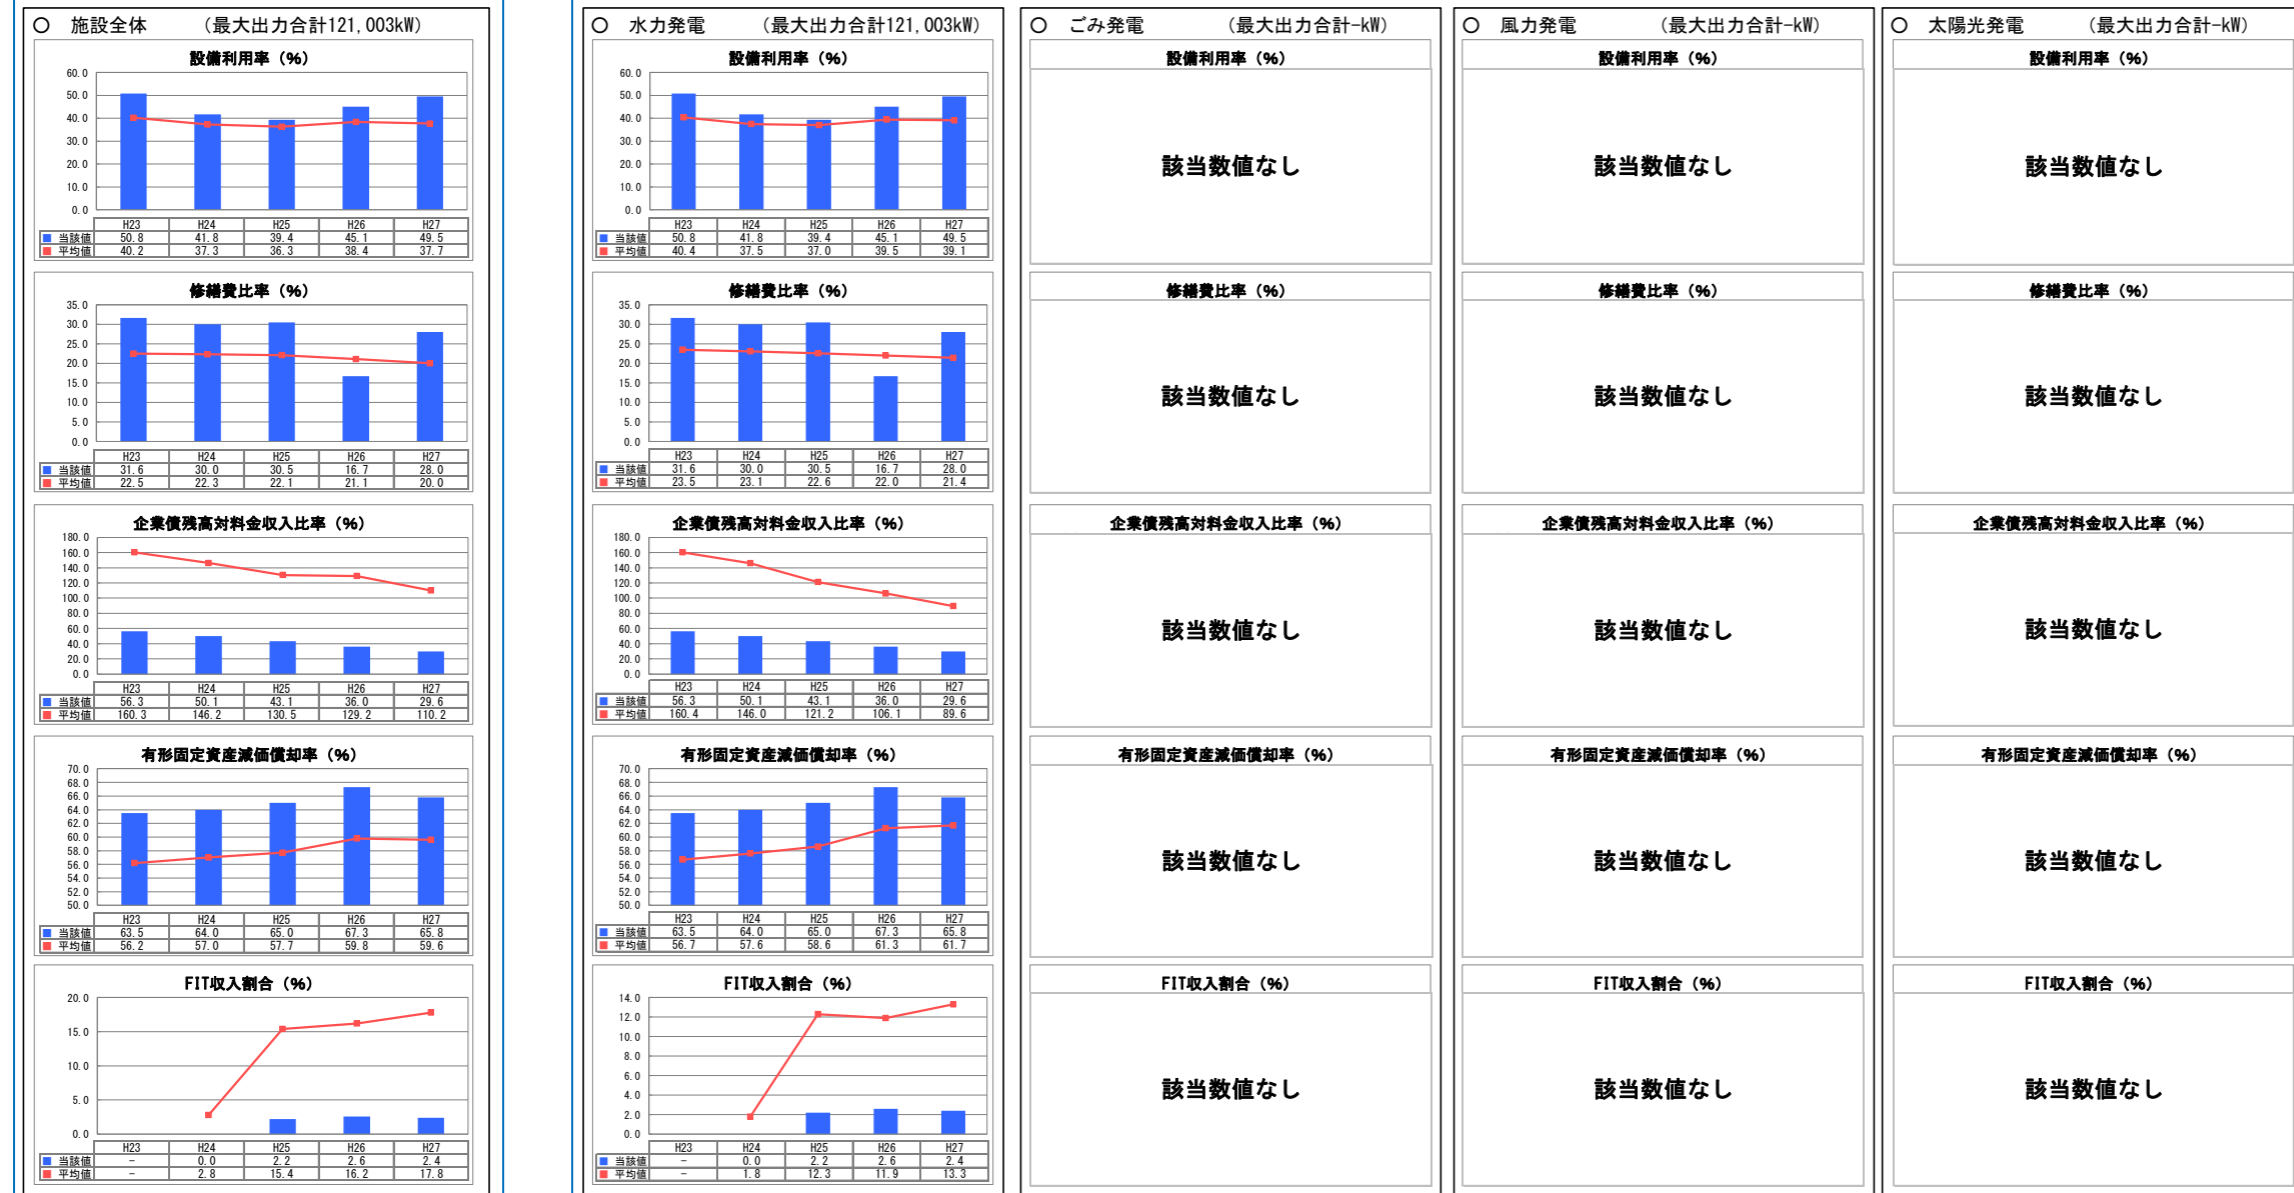 ○ 施設全体 （最大出力合計121,003kW）
設備利用率（%）
60.0
50.0
40.0
30.0
20.0
10.0
0.0
H23 H24 H25 H26 H27
当該値 50.8 41.8 39.4 45.1 49.5
平均値 40.2 37.3 36.3 38.4 37.7
修繕費比率（%）
35.0
30.0
25.0
20.0
15.0
10.0
5.0
0.0
H23 H24 H25 H26 H27
当該値 31.6 30.0 30.5 16.7 28.0
平均値 22.5 22.3 22.1 21.1 20.0
企業債残高対料金収入比率（%）
180.0
160.0
140.0
120.0
100.0
80.0
60.0
40.0
20.0
0.0
H23 H24 H25 H26 H27
当該値 56.3 50.1 43.1 36.0 29.6
平均値 160.3 146.2 130.5 129.2 110.2
有形固定資産減価償却率（%）
70.0
68.0
66.0
64.0
62.0
60.0
58.0
56.0
54.0
52.0
50.0
H23 H24 H25 H26 H27
当該値 63.5 64.0 65.0 67.3 65.8
平均値 56.2 57.0 57.7 59.8 59.6
FIT収入割合（%）
20.0
15.0
10.0
5.0
0.0
H23 H24 H25 H26 H27
当該値 - 0.0 2.2 2.6 2.4
平均値 - 2.8 15.4 16.2 17.8
○ 水力発電 （最大出力合計121,003kW）
設備利用率（%）
60.0
50.0
40.0
30.0
20.0
10.0
0.0
H23 H24 H25 H26 H27
当該値 50.8 41.8 39.4 45.1 49.5
平均値 40.4 37.5 37.0 39.5 39.1
修繕費比率（%）
35.0
30.0
25.0
20.0
15.0
10.0
5.0
0.0
H23 H24 H25 H26 H27
当該値 31.6 30.0 30.5 16.7 28.0
平均値 23.5 23.1 22.6 22.0 21.4
企業債残高対料金収入比率（%）
180.0
160.0
140.0
120.0
100.0
80.0
60.0
40.0
20.0
0.0
H23 H24 H25 H26 H27
当該値 56.3 50.1 43.1 36.0 29.6
平均値 160.4 146.0 121.2 106.1 89.6
有形固定資産減価償却率（%）
70.0
68.0
66.0
64.0
62.0
60.0
58.0
56.0
54.0
52.0
50.0
H23 H24 H25 H26 H27
当該値 63.5 64.0 65.0 67.3 65.8
平均値 56.7 57.6 58.6 61.3 61.7
FIT収入割合（%）
14.0
12.0
10.0
8.0
6.0
4.0
2.0
0.0
H23 H24 H25 H26 H27
当該値 - 0.0 2.2 2.6 2.4
平均値 - 1.8 12.3 11.9 13.3
○ ごみ発電 （最大出力合計-kW）
設備利用率（%）
該当数値なし
修繕費比率（%）
該当数値なし
企業債残高対料金収入比率（%）
該当数値なし
有形固定資産減価償却率（%）
該当数値なし
FIT収入割合（%）
該当数値なし
○ 風力発電 （最大出力合計-kW）
設備利用率（%）
該当数値なし
修繕費比率（%）
該当数値なし
企業債残高対料金収入比率（%）
該当数値なし
有形固定資産減価償却率（%）
該当数値なし
FIT収入割合（%）
該当数値なし
○ 太陽光発電 （最大出力合計-kW）
設備利用率（%）
該当数値なし
修繕費比率（%）
該当数値なし
企業債残高対料金収入比率（%）
該当数値なし
有形固定資産減価償却率（%）
該当数値なし
FIT収入割合（%）
該当数値なし